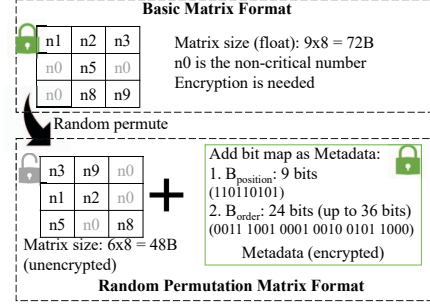 Basic Matrix Format
n1 n2 n3
n0 n5 n0
n0 n8 n9
Matrix size (float): 9x8 = 72B
n0 is the non-critical number
Encryption is needed
Random permute
n3 n9 n0
n1 n2 n0
n5 n0 n8
Matrix size: 6x8 = 48B
(unencrypted)
+
Add bit map as Metadata:
1. Bposition: 9 bits
(110110101)
2. Border: 24 bits (up to 36 bits)
(0011 1001 0001 0010 0101 1000)
Metadata (encrypted)
Random Permutation Matrix Format